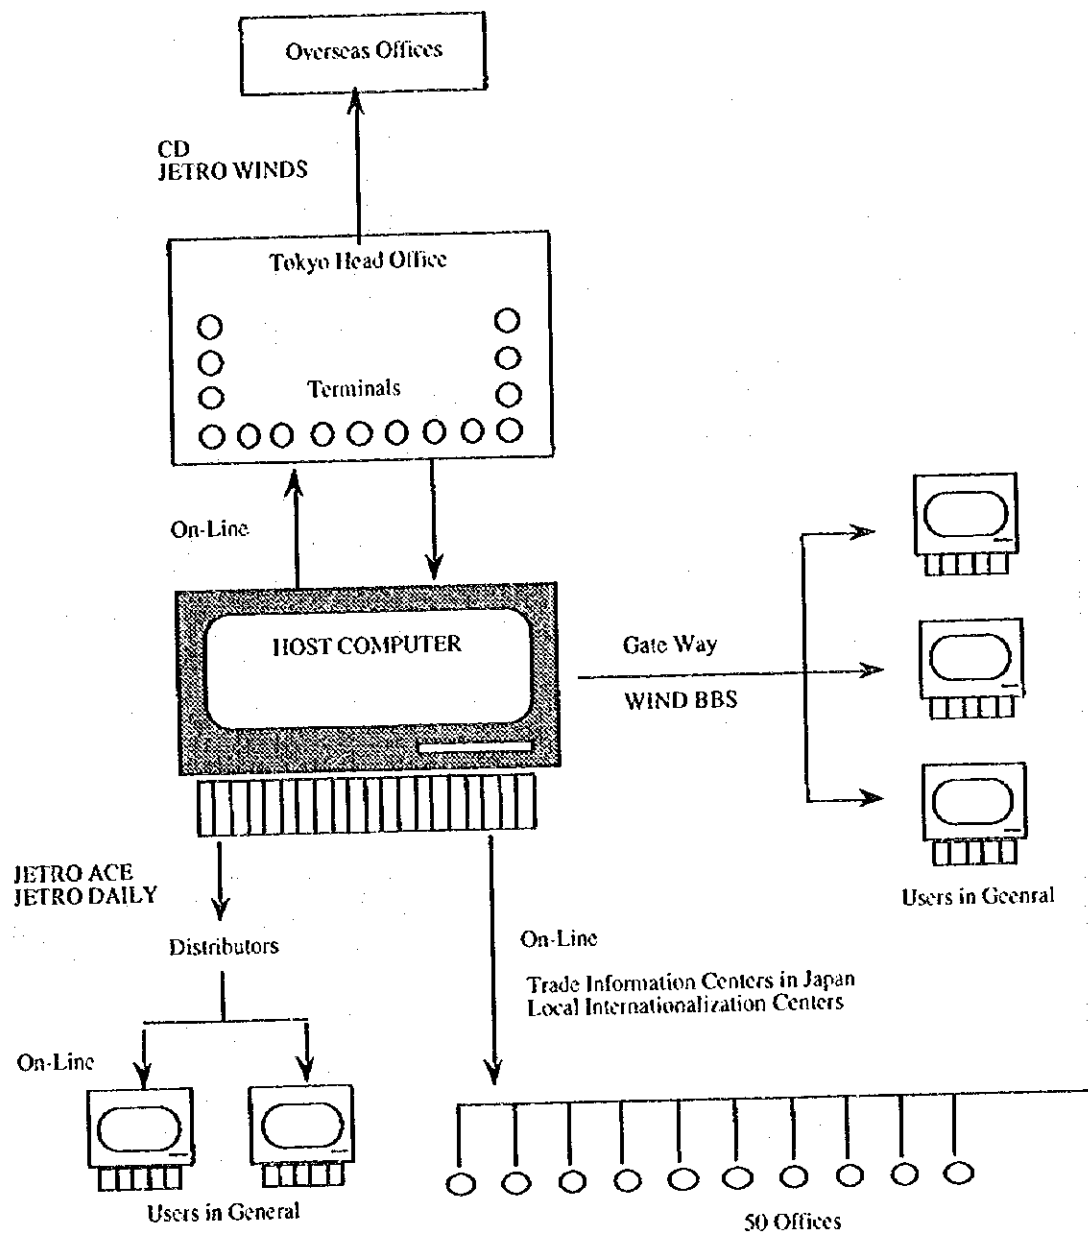 Overseas Offices
CD
JETRO WINDS
Tokyo Head Office
Terminals
On-Line
HOST COMPUTER
Gate Way
WIND BBS
Users in Geenral
JETRO ACE
JETRO DAILY
Distributors
On-Line
Trade Information Centers in Japan
Local Internationalization Centers
On-Line
Users in General
50 Offices